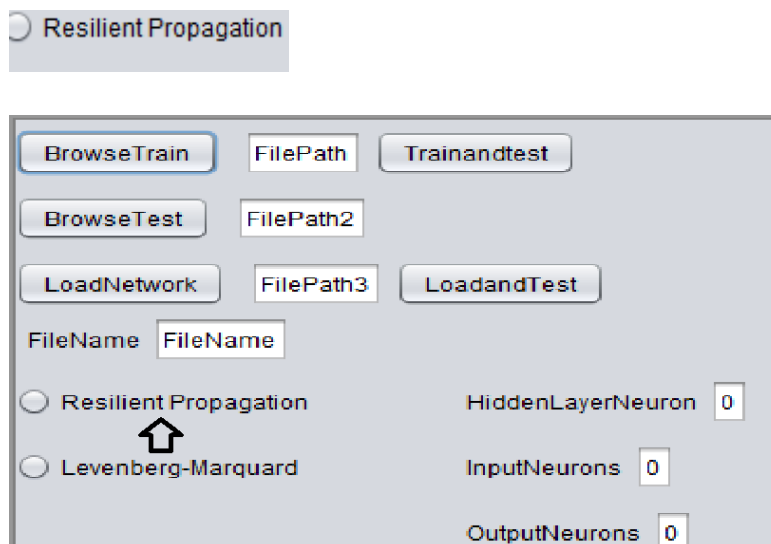 Resilient Propagation
BrowseTrain FilePath Trainandtest
BrowseTest FilePath2
LoadNetwork FilePath3 LoadandTest
FileName FileName
Resilient Propagation HiddenLayerNeuron 0
Levenberg-Marquard InputNeurons 0
OutputNeurons 0